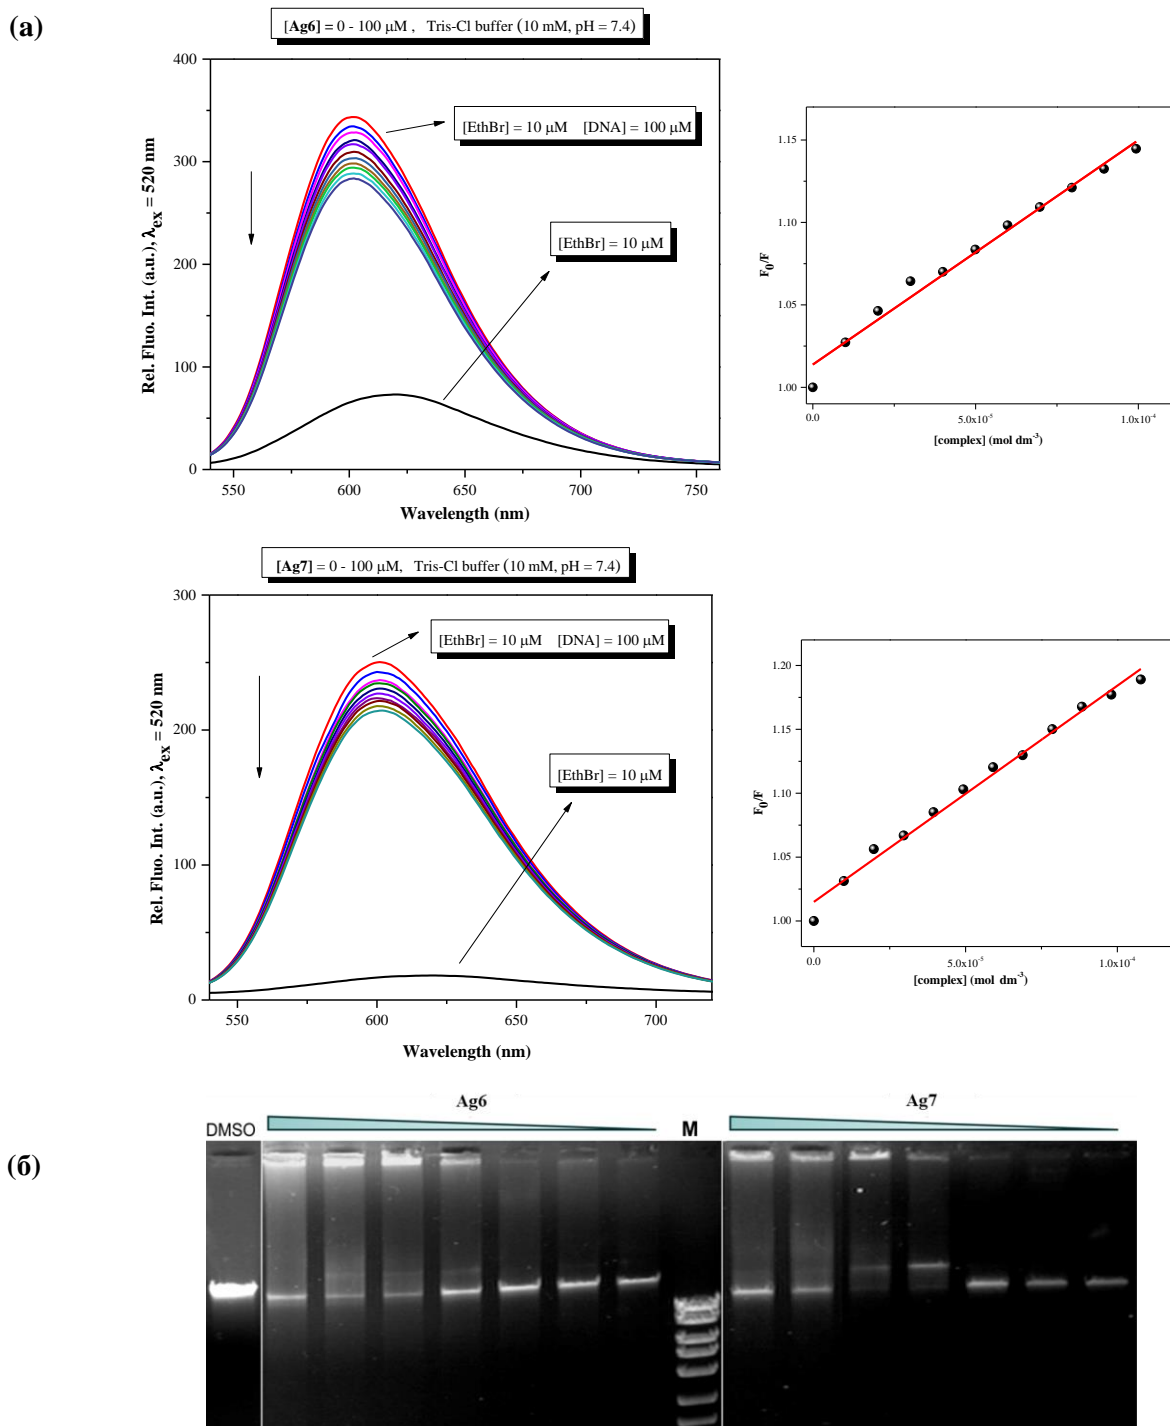 (а)
[Ag6] = 0 - 100 μM , Tris-Cl buffer (10 mM, pH = 7.4)
400
300
200
100
0
550
600
650
700
750
Rel. Fluo. Int. (a.u.), λex = 520 nm
Wavelength (nm)
[EthBr] = 10 μM [DNA] = 100 μM
[EthBr] = 10 μM
1.15
1.10
1.05
1.00
F0/F
0.0
5.0x10-5
1.0x10-4
[complex] (mol dm-3)
[Ag7] = 0 - 100 μM, Tris-Cl buffer (10 mM, pH = 7.4)
300
200
100
0
550
600
650
700
Rel. Fluo. Int. (a.u.), λex = 520 nm
Wavelength (nm)
[EthBr] = 10 μM [DNA] = 100 μM
[EthBr] = 10 μM
1.20
1.15
1.10
1.05
1.00
F0/F
0.0
5.0x10-5
1.0x10-4
[complex] (mol dm-3)
(б)
DMSO
Ag6
M
Ag7